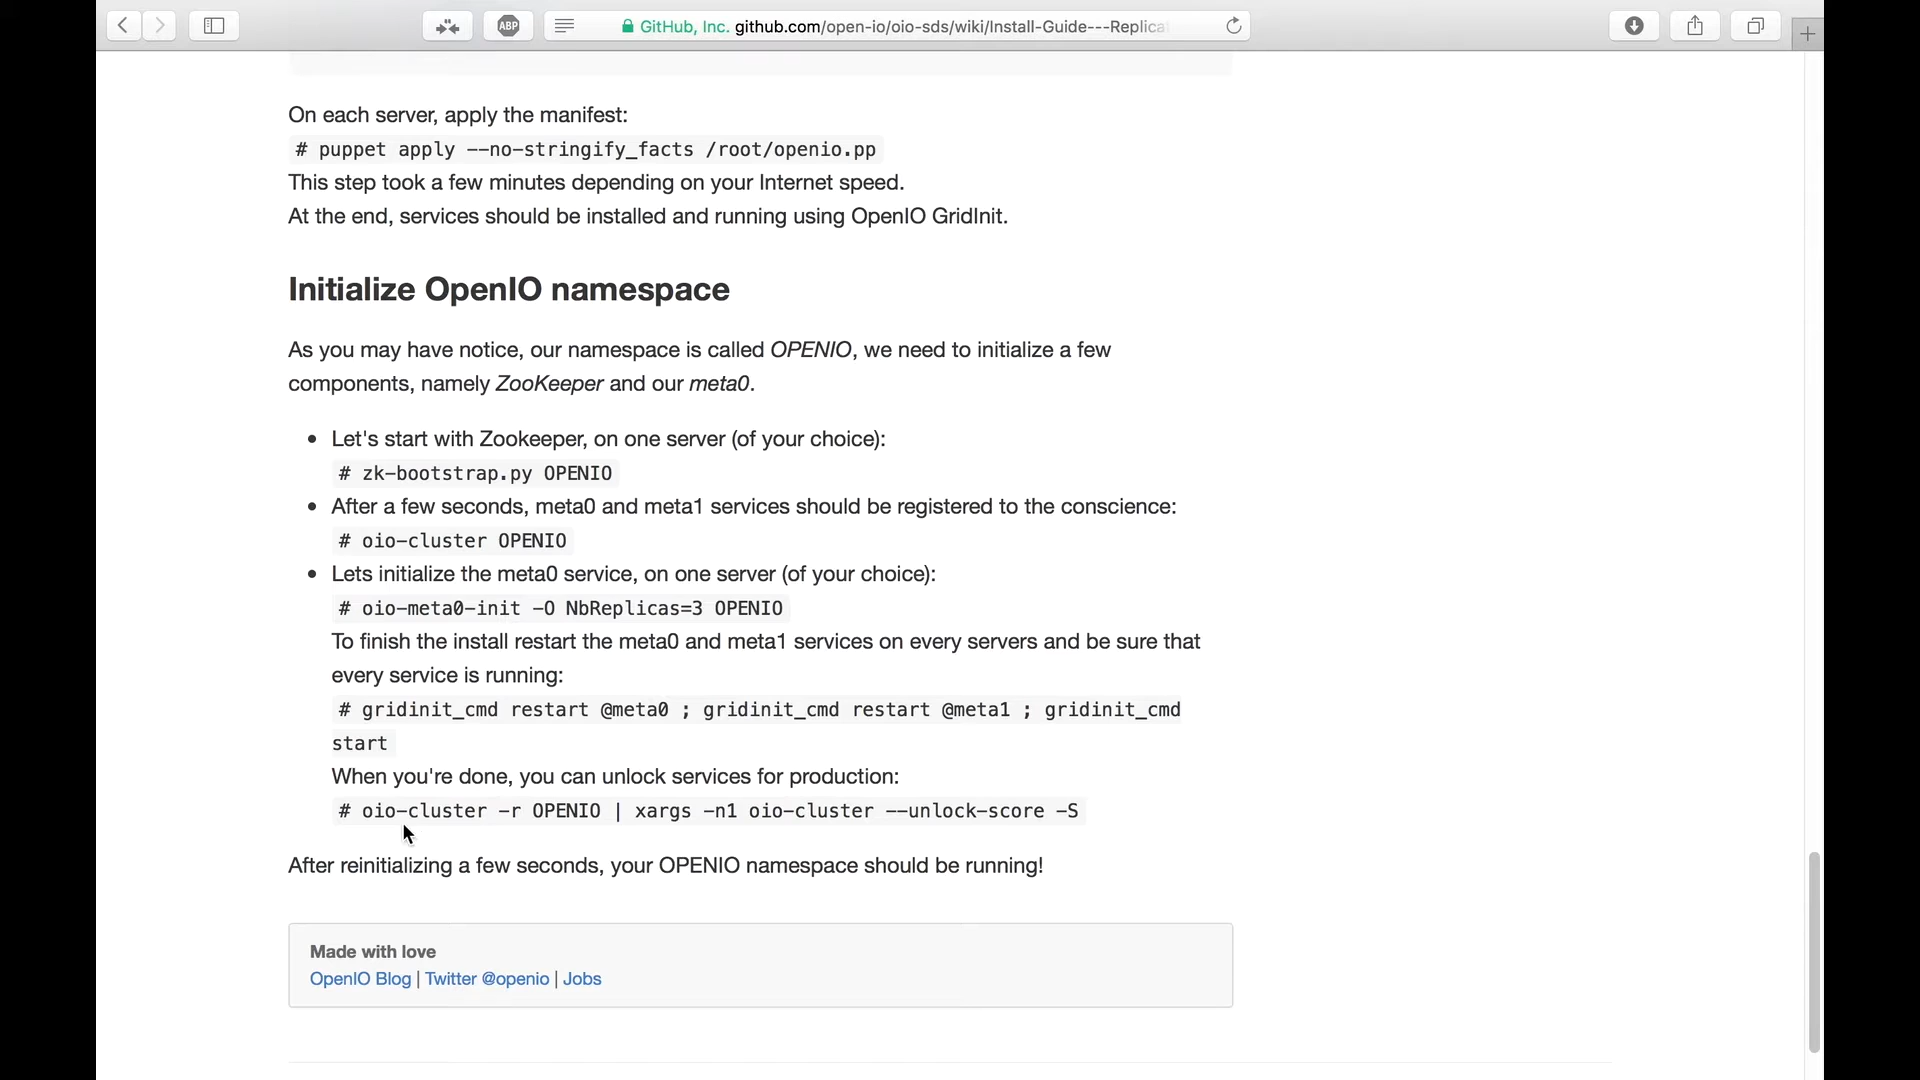 ABP
GitHub, Inc. github.com/open-io/oio-sds/wiki/Install-Guide---Replica
On each server, apply the manifest:
# puppet apply --no-stringify_facts /root/openio.pp
This step took a few minutes depending on your Internet speed.
At the end, services should be installed and running using OpenIO GridInit.
Initialize OpenIO namespace
As you may have notice, our namespace is called OPENIO, we need to initialize a few
components, namely ZooKeeper and our meta0.
• Let's start with Zookeeper, on one server (of your choice):
# zk-bootstrap.py OPENIO
• After a few seconds, meta0 and meta1 services should be registered to the conscience:
# oio-cluster OPENIO
• Lets initialize the meta0 service, on one server (of your choice):
# oio-meta0-init -O NbReplicas=3 OPENIO
To finish the install restart the meta0 and meta1 services on every servers and be sure that
every service is running:
# gridinit_cmd restart @meta0 ; gridinit_cmd restart @meta1 ; gridinit_cmd
start
When you're done, you can unlock services for production:
# oio-cluster -r OPENIO | xargs -n1 oio-cluster --unlock-score -S
After reinitializing a few seconds, your OPENIO namespace should be running!
Made with love
OpenIO Blog | Twitter @openio | Jobs